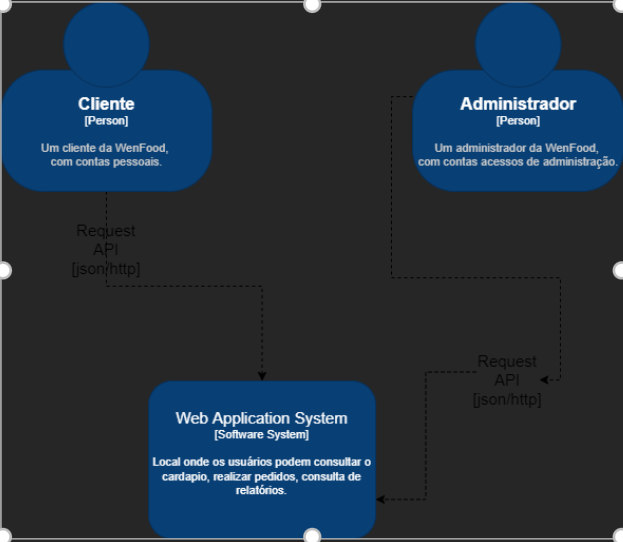 Cliente
[Person]
Um cliente da WenFood,
com contas pessoais.
Administrador
[Person]
Um administrador da WenFood,
com contas acessos de administração.
Request
API
[json/http]
Request
API
[json/http]
Web Application System
[Software System]
Local onde os usuários podem consultar o
cardapio, realizar pedidos, consulta de
relatórios.